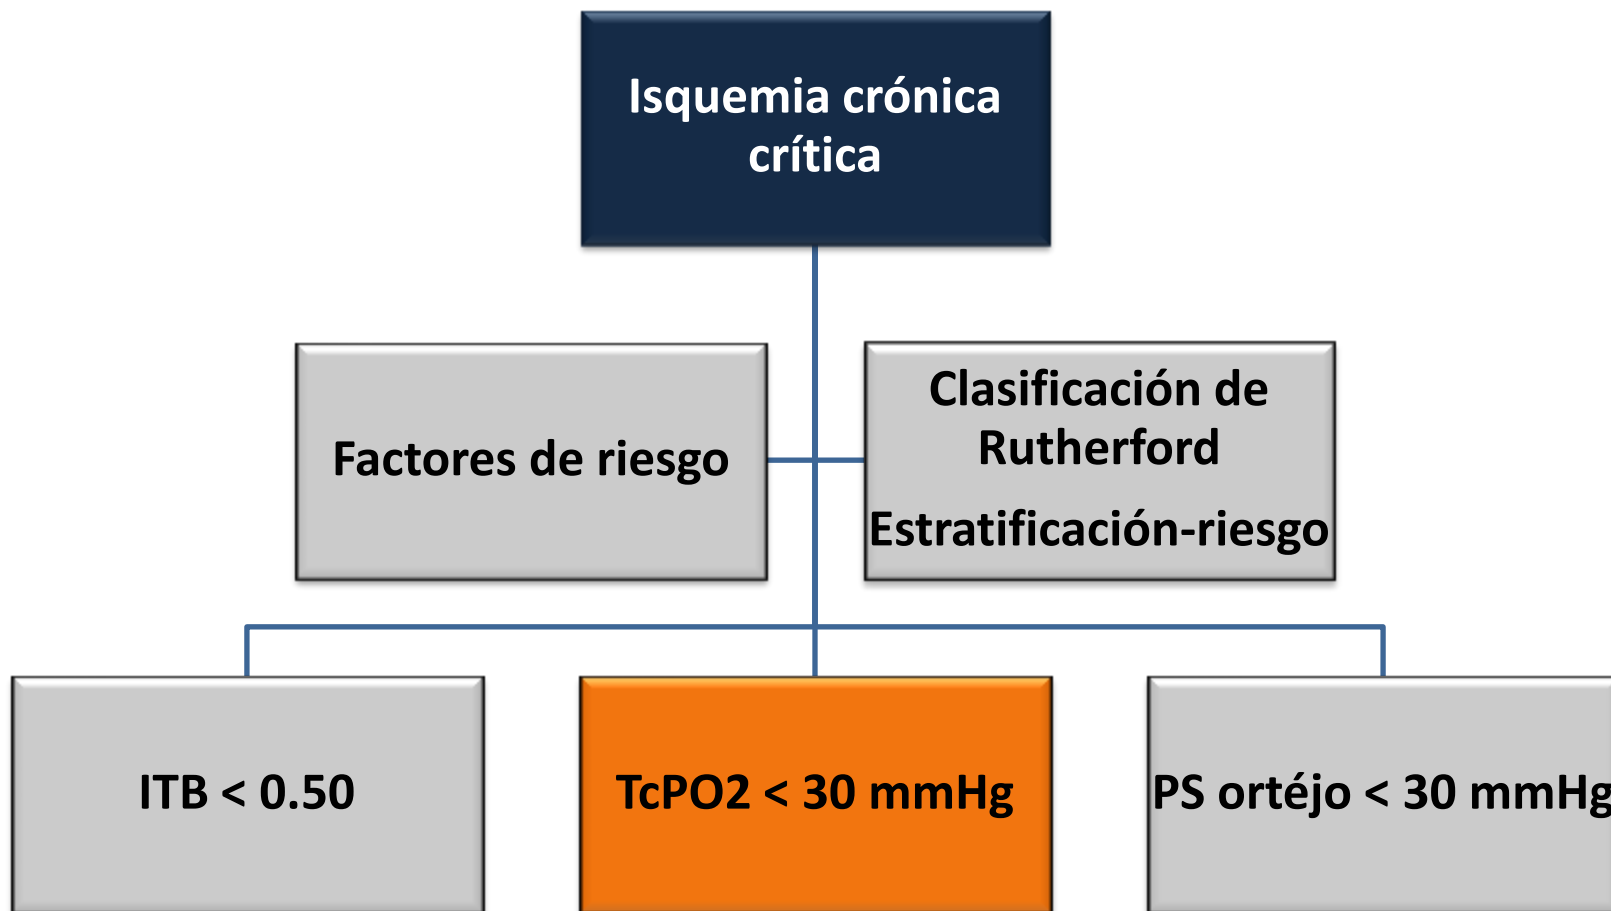 Isquemia crónica
crítica
Factores de riesgo
Clasificación de
Rutherford
Estratificación-riesgo
ITB < 0.50
TcPO2 < 30 mmHg
PS ortéjo < 30 mmHg